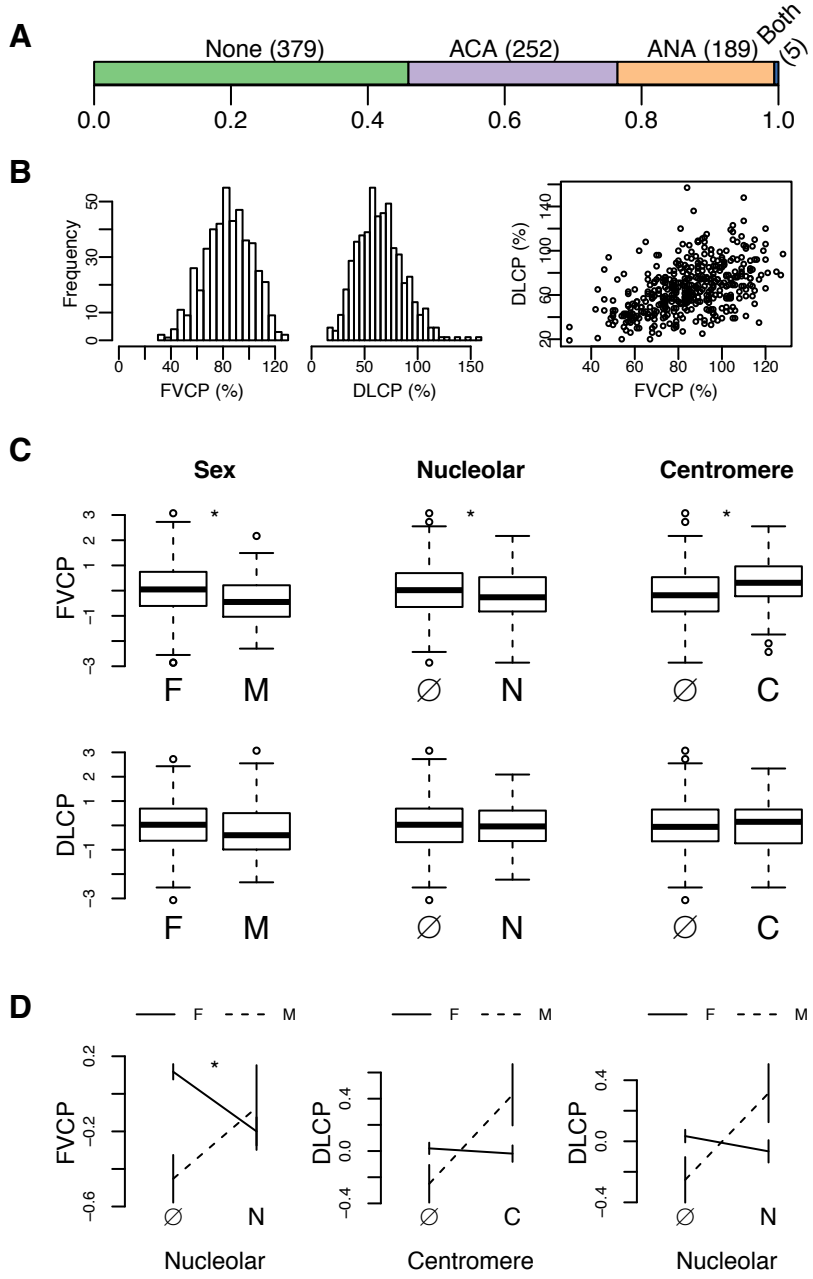 A
None (379)
ACA (252)
ANA (189)
Both
(5)
0.0 0.2 0.4 0.6 0.8 1.0
B
Frequency
0 10 30 50
0 40 80 120
FVCP (%)
0 50 100 150
DLCP (%)
DLCP (%)
20 60 100 140
40 60 80 100 120
FVCP (%)
C
Sex Nucleolar Centromere
FVCP
−3 −1 1 2 3
* * *
F M
∅ N
∅ C
DLCP
−3 −1 1 2 3
F M
∅ N
∅ C
D
F M
F M
F M
FVCP
−0.6 −0.2 0.2
*
∅ N
Nucleolar
DLCP
−0.4 0.0 0.4
∅ C
Centromere
DLCP
−0.4 0.0 0.4
∅ N
Nucleolar